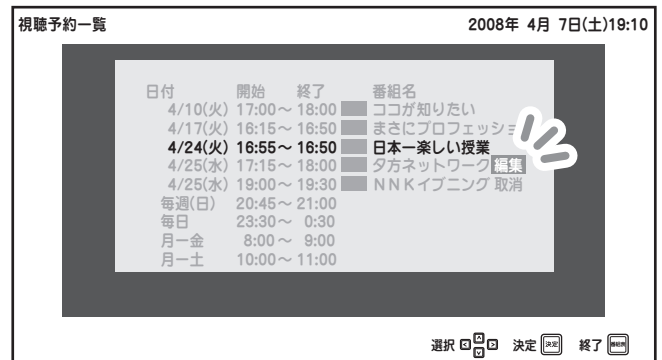 視聴予約一覧
2008年 4月 7日(土)19:10
日付 開始 終了 番組名
4/10(火) 17:00～ 18:00 ココが知りたい
4/17(火) 16:15～ 16:50 まさにプロフェッショ
4/24(火) 16:55～ 16:50 日本一楽しい授業
4/25(水) 17:15～ 18:00 夕方ネットワーク 編集
4/25(水) 19:00～ 19:30 NNKイブニング 取消
毎週(日) 20:45～ 21:00
毎日 23:30～ 0:30
月ー金 8:00～ 9:00
月ー土 10:00～ 11:00
選択 決定 決定 終了 番組表